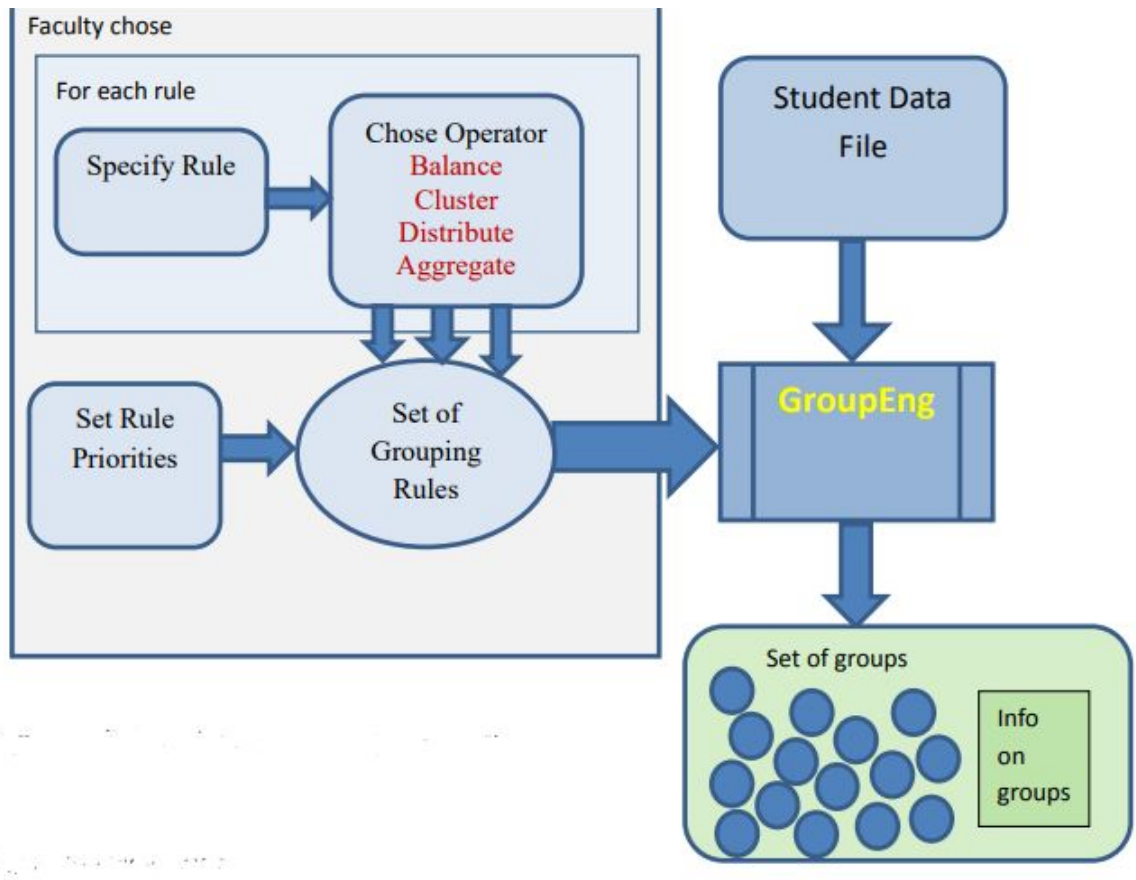 Faculty chose
For each rule
Specify Rule
Chose Operator
Balance
Cluster
Distribute
Aggregate
Set Rule
Priorities
Set of
Grouping
Rules
Student Data
File
GroupEng
Set of groups
Info
on
groups